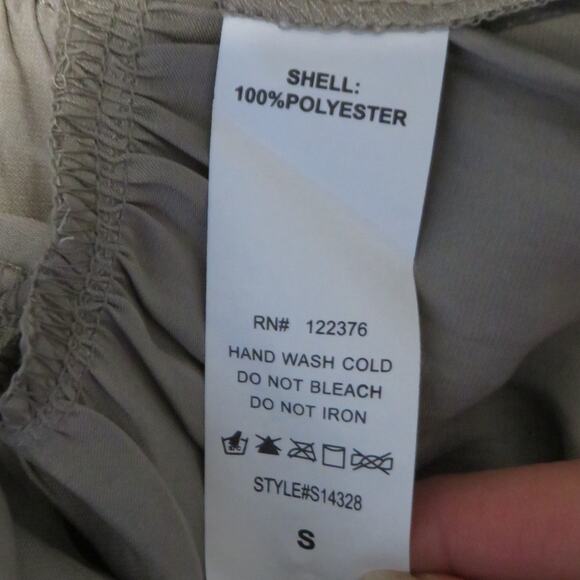 SHELL:
100%POLYESTER
RN# 122376
HAND WASH COLD
DO NOT BLEACH
DO NOT IRON
STYLE#S14328
S